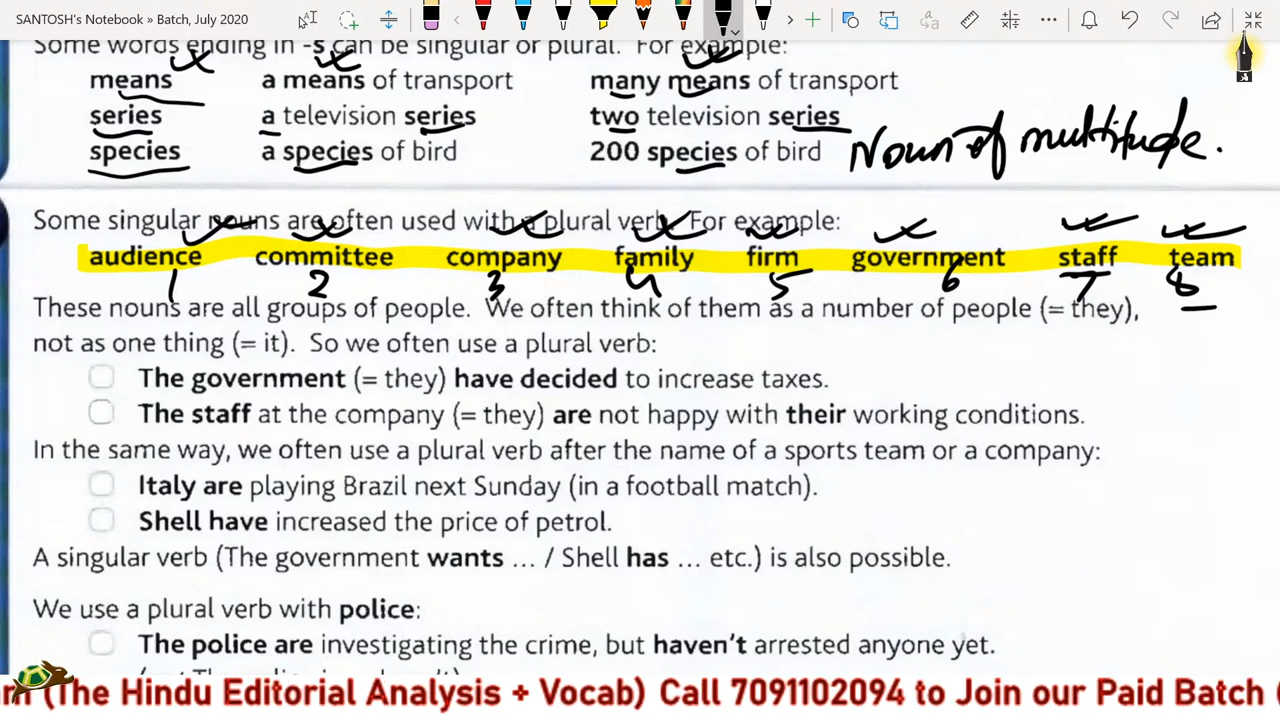 SANTOSH's Notebook » Batch, July 2020
Some words ending in -s can be singular or plural. For example:
means a means of transport many means of transport
series a television series two television series
species a species of bird 200 species of bird Noun of multitude.
Some singular nouns are often used with a plural verb. For example:
audience committee company family firm government staff team
1 2 3 4 5 6 7 8
These nouns are all groups of people. We often think of them as a number of people (= they),
not as one thing (= it). So we often use a plural verb:
The government (= they) have decided to increase taxes.
The staff at the company (= they) are not happy with their working conditions.
In the same way, we often use a plural verb after the name of a sports team or a company:
Italy are playing Brazil next Sunday (in a football match).
Shell have increased the price of petrol.
A singular verb (The government wants ... / Shell has ... etc.) is also possible.
We use a plural verb with police:
The police are investigating the crime, but haven't arrested anyone yet.
(The Hindu Editorial Analysis + Vocab) Call 7091102094 to Join our Paid Batch